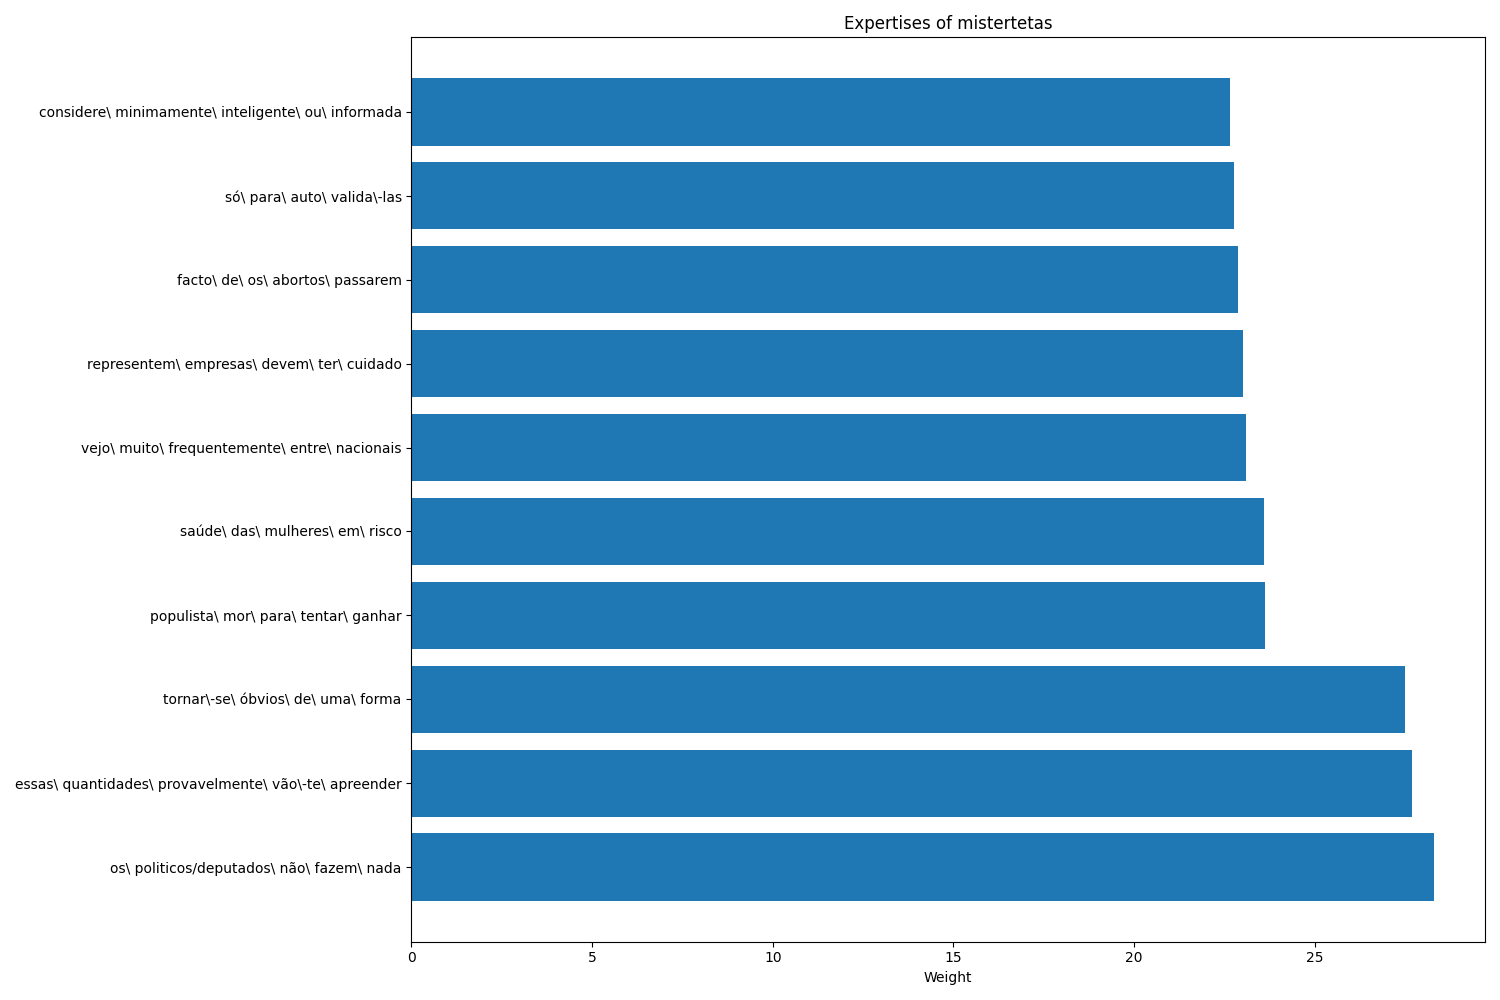 Expertises of mistertetas
considere\ minimamente\ inteligente\ ou\ informada
só\ para\ auto\ valida\-las
facto\ de\ os\ abortos\ passarem
representem\ empresas\ devem\ ter\ cuidado
vejo\ muito\ frequentemente\ entre\ nacionais
saúde\ das\ mulheres\ em\ risco
populista\ mor\ para\ tentar\ ganhar
tornar\-se\ óbvios\ de\ uma\ forma
essas\ quantidades\ provavelmente\ vão\-te\ apreender
os\ politicos/deputados\ não\ fazem\ nada
0 5 10 15 20 25
Weight